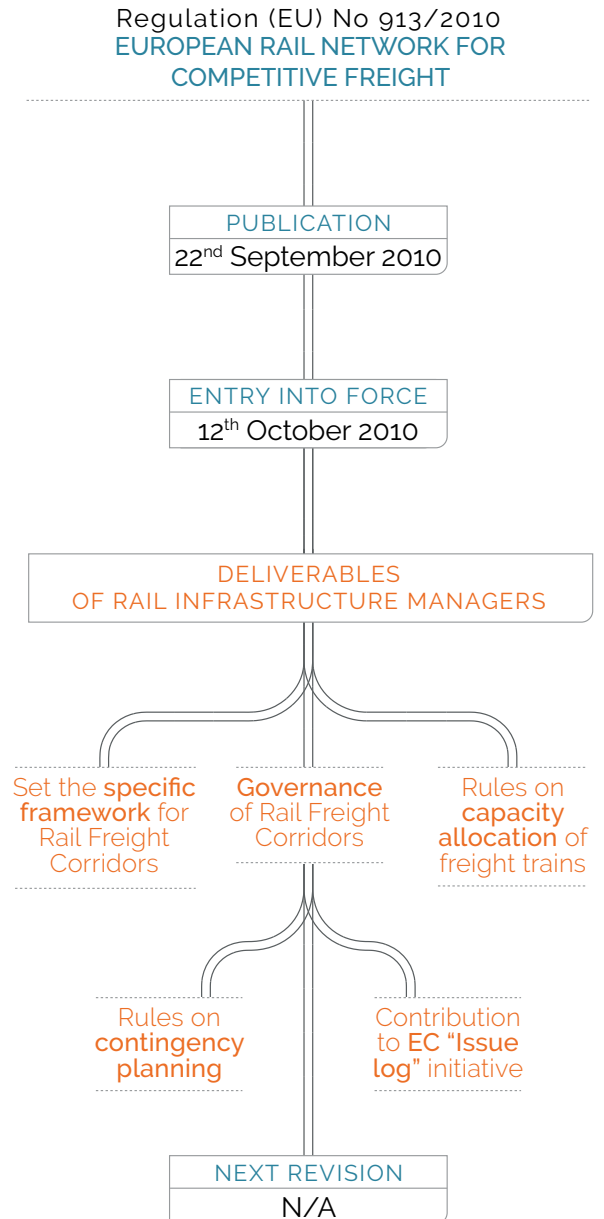 Regulation (EU) No 913/2010
EUROPEAN RAIL NETWORK FOR
COMPETITIVE FREIGHT
PUBLICATION
22nd September 2010
ENTRY INTO FORCE
12th October 2010
DELIVERABLES
OF RAIL INFRASTRUCTURE MANAGERS
Set the specific
framework for
Rail Freight
Corridors
Governance
of Rail Freight
Corridors
Rules on
capacity
allocation of
freight trains
Rules on
contingency
planning
Contribution
to EC “Issue
log” initiative
NEXT REVISION
N/A